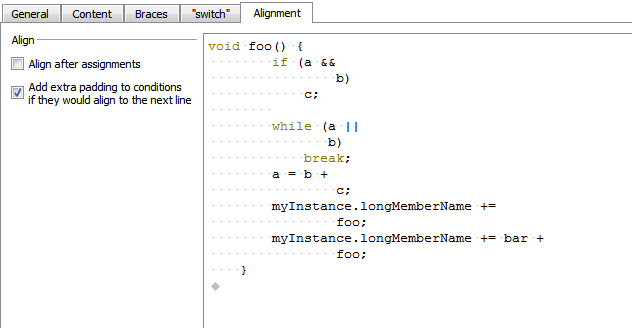 General Content Braces "switch" Alignment
Align
Align after assignments
Add extra padding to conditions
if they would align to the next line
void foo() {
        if (a &&
                b)
            c;

        while (a ||
               b)
            break;
        a = b +
                c;
        myInstance.longMemberName +=
                foo;
        myInstance.longMemberName += bar +
                foo;
    }